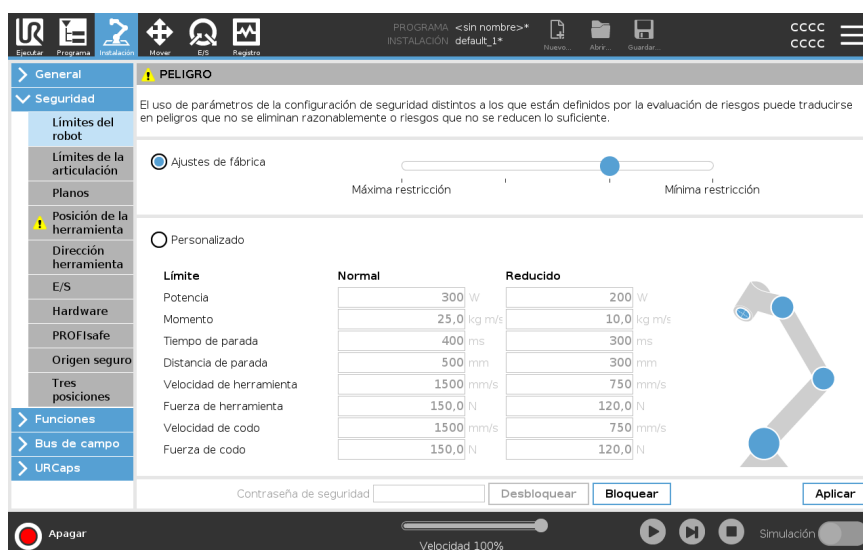 PROGRAMA <sin nombre>*
INSTALACIÓN default_1*
cccc
cccc
Ejecutar Programa Instalación Mover E/S Registro Nuevo... Abrir... Guardar...
General
Seguridad
Límites del
robot
Límites de la
articulación
Planos
Posición de la
herramienta
Dirección
herramienta
E/S
Hardware
PROFIsafe
Origen seguro
Tres
posiciones
Funciones
Bus de campo
URCaps
PELIGRO
El uso de parámetros de la configuración de seguridad distintos a los que están definidos por la evaluación de riesgos puede traducirse
en peligros que no se eliminan razonablemente o riesgos que no se reducen lo suficiente.
Ajustes de fábrica
Máxima restricción Mínima restricción
Personalizado
Límite Normal Reducido
Potencia 300 W 200 W
Momento 25,0 kg m/s 10,0 kg m/s
Tiempo de parada 400 ms 300 ms
Distancia de parada 500 mm 300 mm
Velocidad de herramienta 1500 mm/s 750 mm/s
Fuerza de herramienta 150,0 N 120,0 N
Velocidad de codo 1500 mm/s 750 mm/s
Fuerza de codo 150,0 N 120,0 N
Contraseña de seguridad Desbloquear Bloquear Aplicar
Apagar Velocidad 100% Simulación